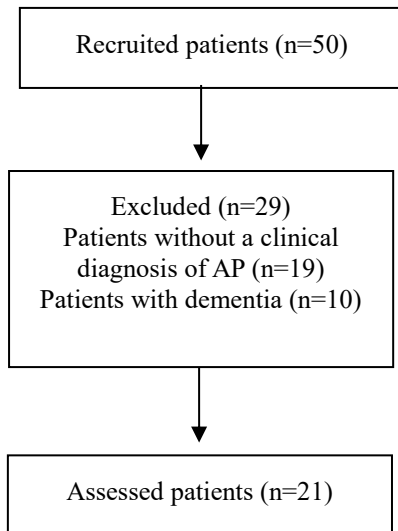 Recruited patients (n=50)
Excluded (n=29)
Patients without a clinical
diagnosis of AP (n=19)
Patients with dementia (n=10)
Assessed patients (n=21)